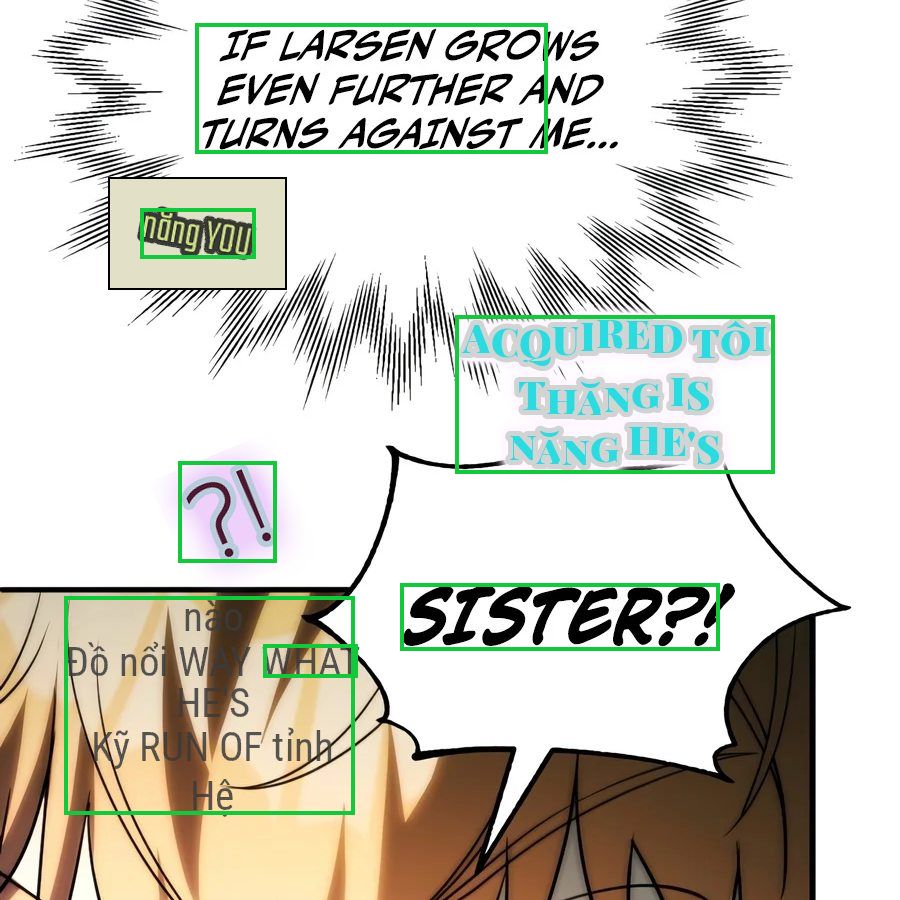 IF LARSEN GROWS
EVEN FURTHER AND
TURNS AGAINST ME...
năng YOU
ACQUIRED TÔI
THĂNG IS
NĂNG HE'S
?!
SISTER?!
nào
Đồ nổi WAY WHAT
HE'S
Kỹ RUN OF tỉnh
Hệ